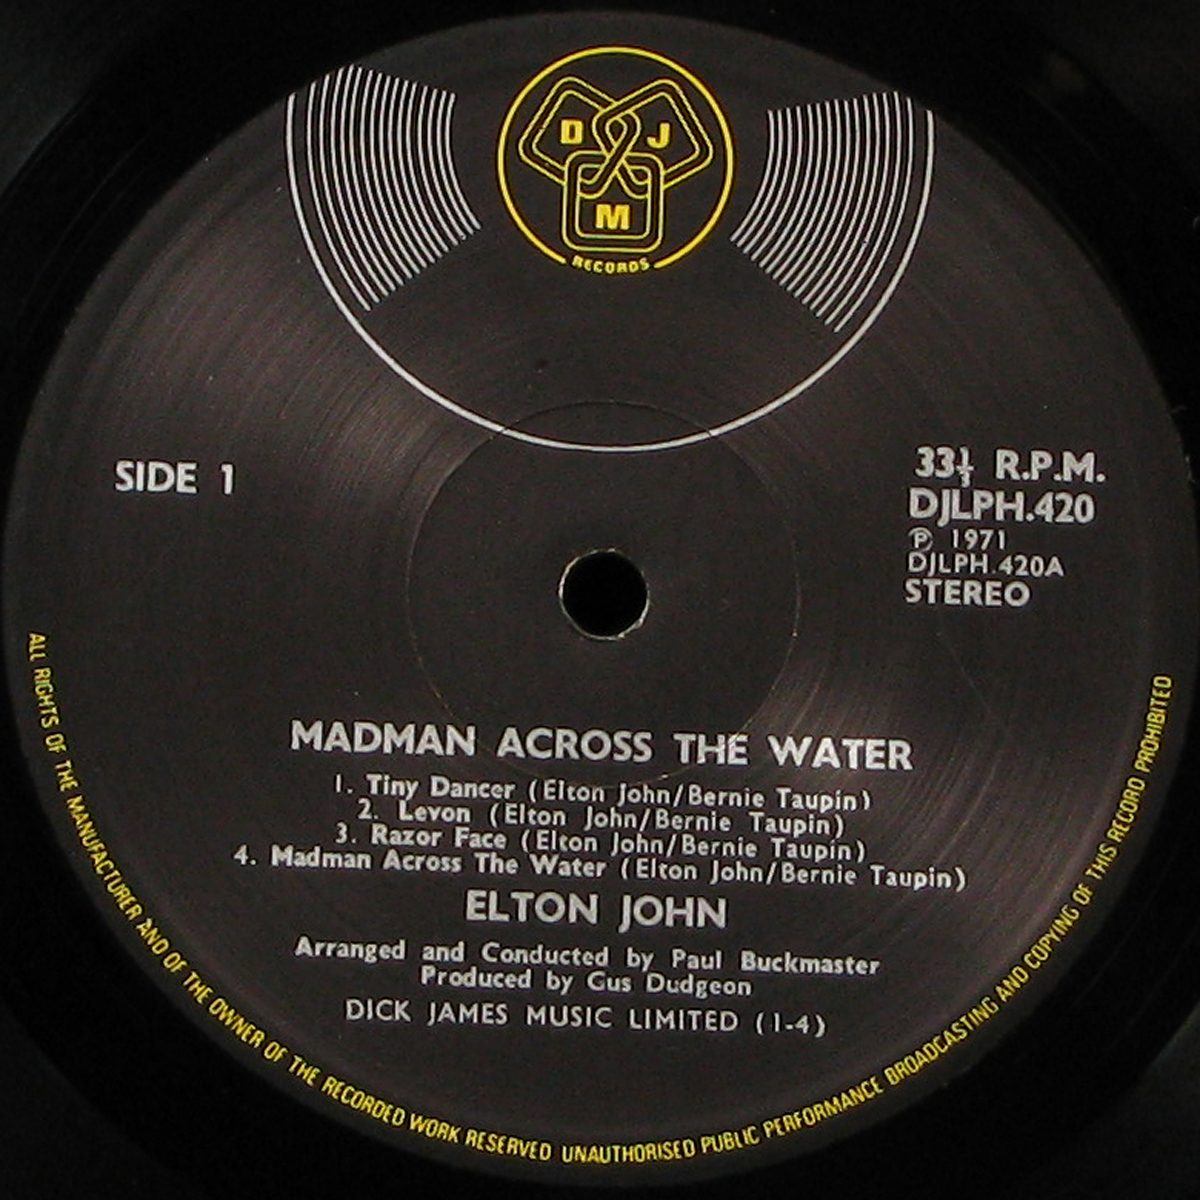 D J
M
RECORDS
SIDE 1
33⅓ R.P.M.
DJLPH.420
Ⓟ 1971
DJLPH.420A
STEREO
MADMAN ACROSS THE WATER
1. Tiny Dancer (Elton John/Bernie Taupin)
2. Levon (Elton John/Bernie Taupin)
3. Razor Face (Elton John/Bernie Taupin)
4. Madman Across The Water (Elton John/Bernie Taupin)
ELTON JOHN
Arranged and Conducted by Paul Buckmaster
Produced by Gus Dudgeon
DICK JAMES MUSIC LIMITED (1-4)
ALL RIGHTS OF THE MANUFACTURER AND OF THE OWNER OF THE RECORDED WORK RESERVED UNAUTHORISED PUBLIC PERFORMANCE BROADCASTING AND COPYING OF THIS RECORD PROHIBITED